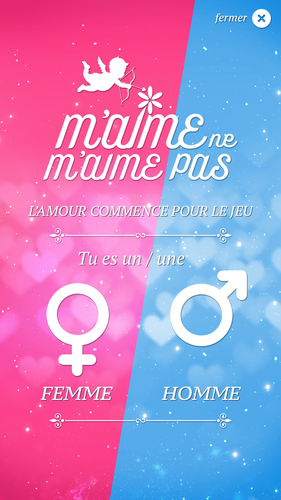 fermer
m'aime ne
m'aime pas
L'AMOUR COMMENCE POUR LE JEU
Tu es un / une
FEMME HOMME